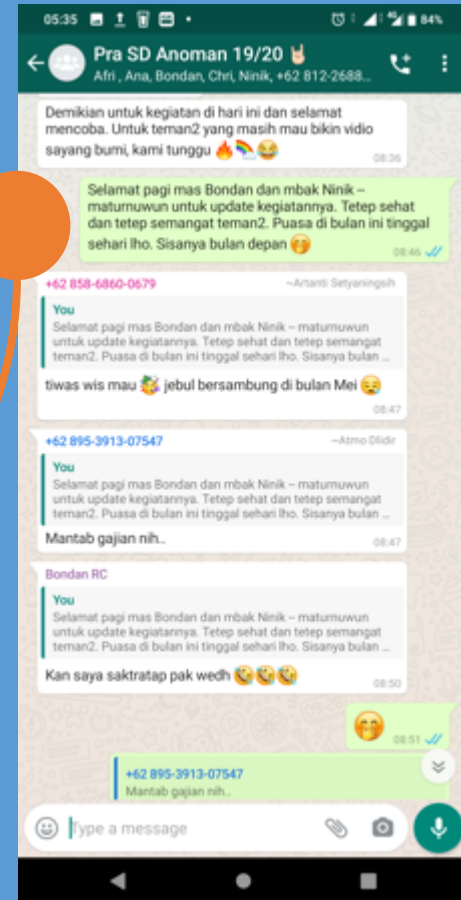 05:35
84%
Pra SD Anoman 19/20 🤘🏻
Afri , Ana, Bondan, Chri, Ninik, +62 812-2688...
Demikian untuk kegiatan di hari ini dan selamat
mencoba. Untuk teman2 yang masih mau bikin vidio
sayang bumi, kami tunggu 🔥🌈😂
08:36
Selamat pagi mas Bondan dan mbak Ninik –
maturnuwun untuk update kegiatannya. Tetep sehat
dan tetep semangat teman2. Puasa di bulan ini tinggal
sehari lho. Sisanya bulan depan 🤭
08:46
+62 858-6860-0679 ~Artanti Setyaningsih
You
Selamat pagi mas Bondan dan mbak Ninik – maturnuwun
untuk update kegiatannya. Tetep sehat dan tetep semangat
teman2. Puasa di bulan ini tinggal sehari lho. Sisanya bulan ...
tiwas wis mau 🥳 jebul bersambung di bulan Mei 😪
08:47
+62 895-3913-07547 ~Atmo Dlidir
You
Selamat pagi mas Bondan dan mbak Ninik – maturnuwun
untuk update kegiatannya. Tetep sehat dan tetep semangat
teman2. Puasa di bulan ini tinggal sehari lho. Sisanya bulan ...
Mantab gajian nih..
08:47
Bondan RC
You
Selamat pagi mas Bondan dan mbak Ninik – maturnuwun
untuk update kegiatannya. Tetep sehat dan tetep semangat
teman2. Puasa di bulan ini tinggal sehari lho. Sisanya bulan ...
Kan saya saktratap pak wedh 🤣🤣🤣
08:50
🤭
08:51
+62 895-3913-07547
Mantab gajian nih..
Type a message